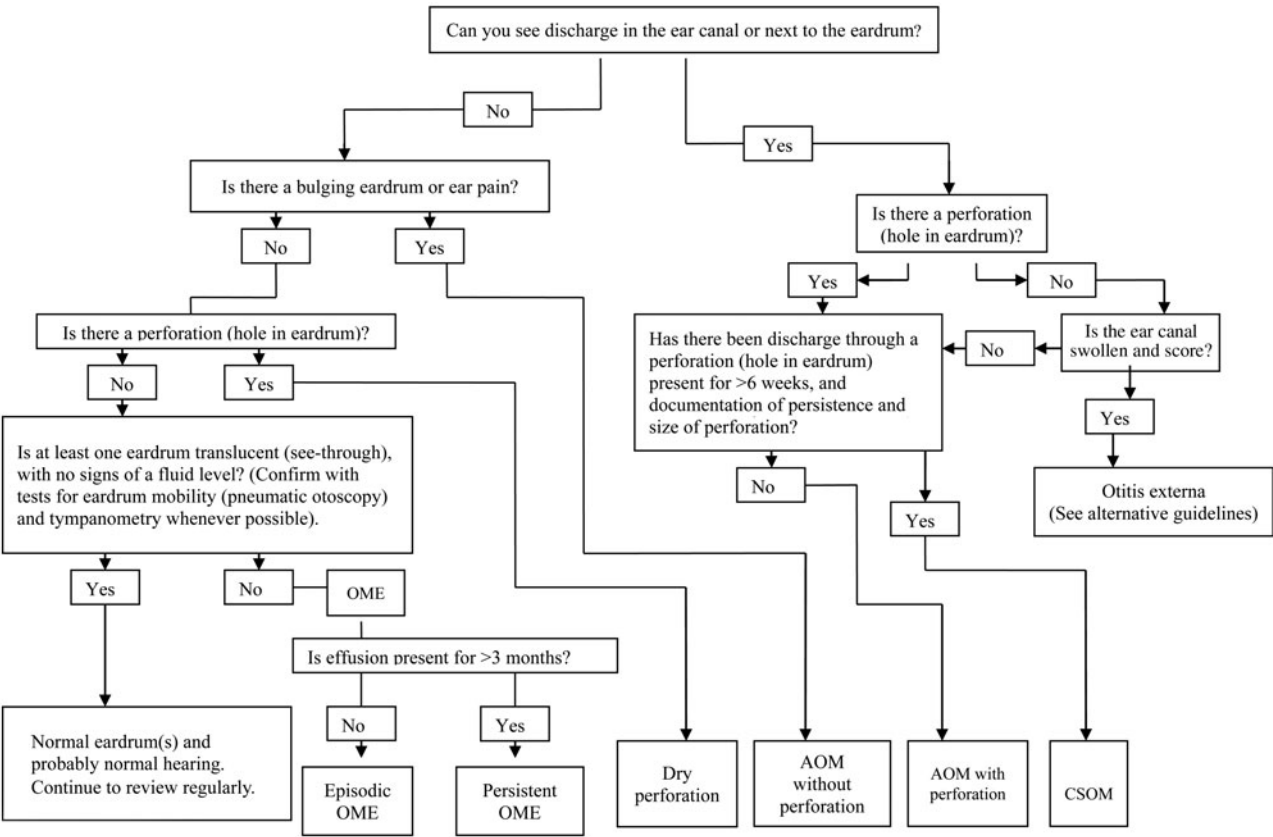 Can you see discharge in the ear canal or next to the eardrum?
No
Yes
Is there a bulging eardrum or ear pain?
Is there a perforation
(hole in eardrum)?
No
Yes
Yes
No
Is there a perforation (hole in eardrum)?
Has there been discharge through a
perforation (hole in eardrum)
present for >6 weeks, and
documentation of persistence and
size of perforation?
No
Is the ear canal
swollen and score?
No
Yes
Yes
Is at least one eardrum translucent (see-through),
with no signs of a fluid level? (Confirm with
tests for eardrum mobility (pneumatic otoscopy)
and tympanometry whenever possible).
No
Yes
Otitis externa
(See alternative guidelines)
Yes
No
OME
Is effusion present for >3 months?
No
Yes
Normal eardrum(s) and
probably normal hearing.
Continue to review regularly.
Episodic
OME
Persistent
OME
Dry
perforation
AOM
without
perforation
AOM with
perforation
CSOM